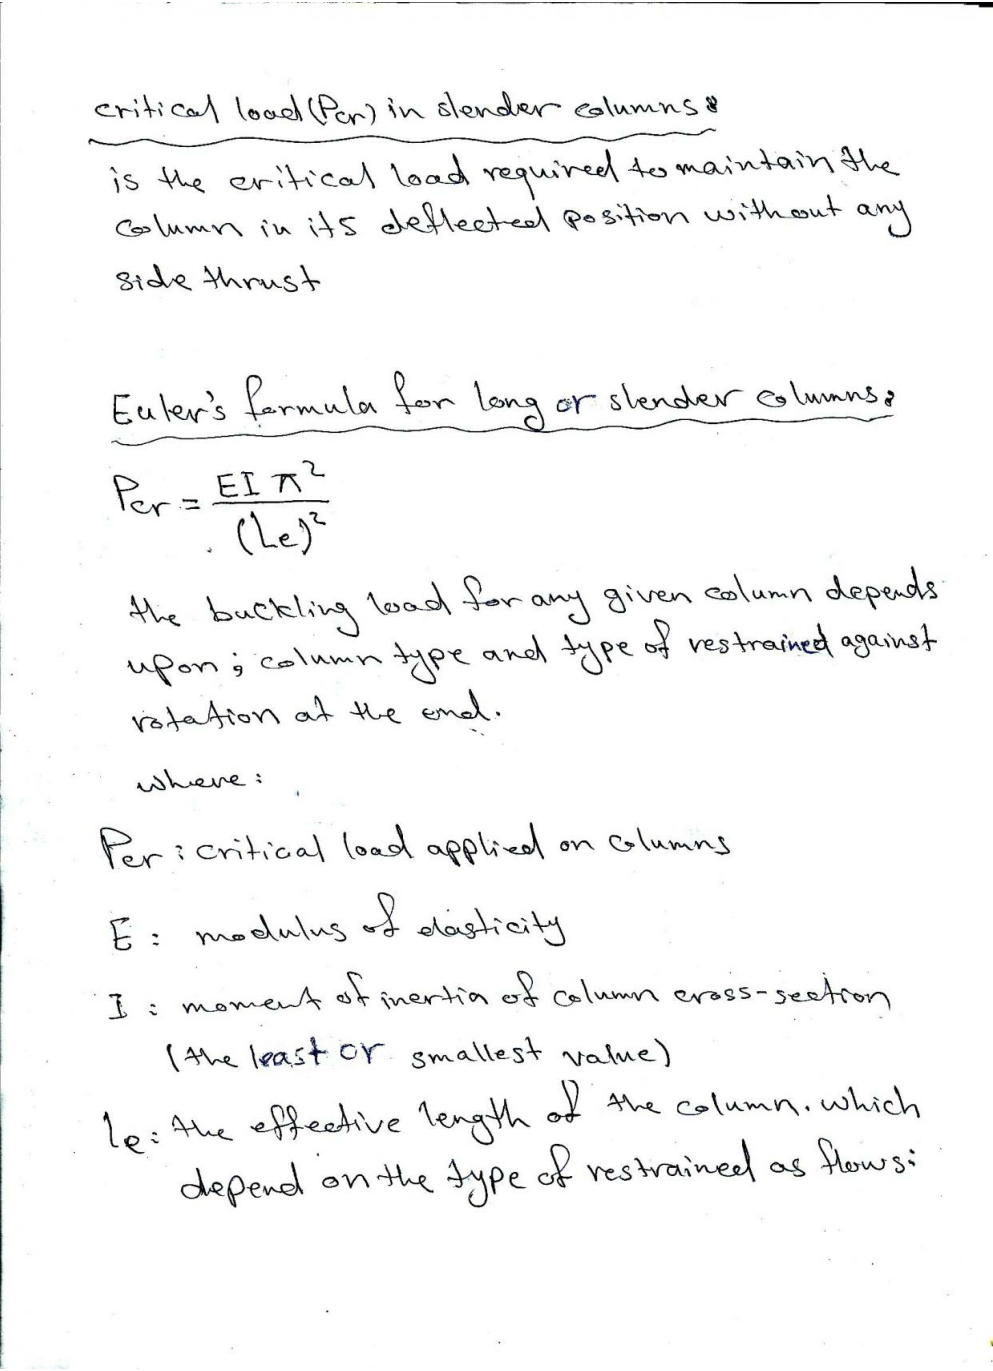 critical load (Pcr) in slender columns:
is the critical load required to maintain the
column in its deflected position without any
side thrust
Euler's formula for long or slender columns:
Pcr = EI π² / (Le)²
the buckling load for any given column depends
upon; column type and type of restrained against
rotation at the end.
where:
Pcr: critical load applied on columns
E: modulus of elasticity
I: moment of inertia of column cross-section
(the least or smallest value)
le: the effective length of the column. which
depend on the type of restrained as flows: